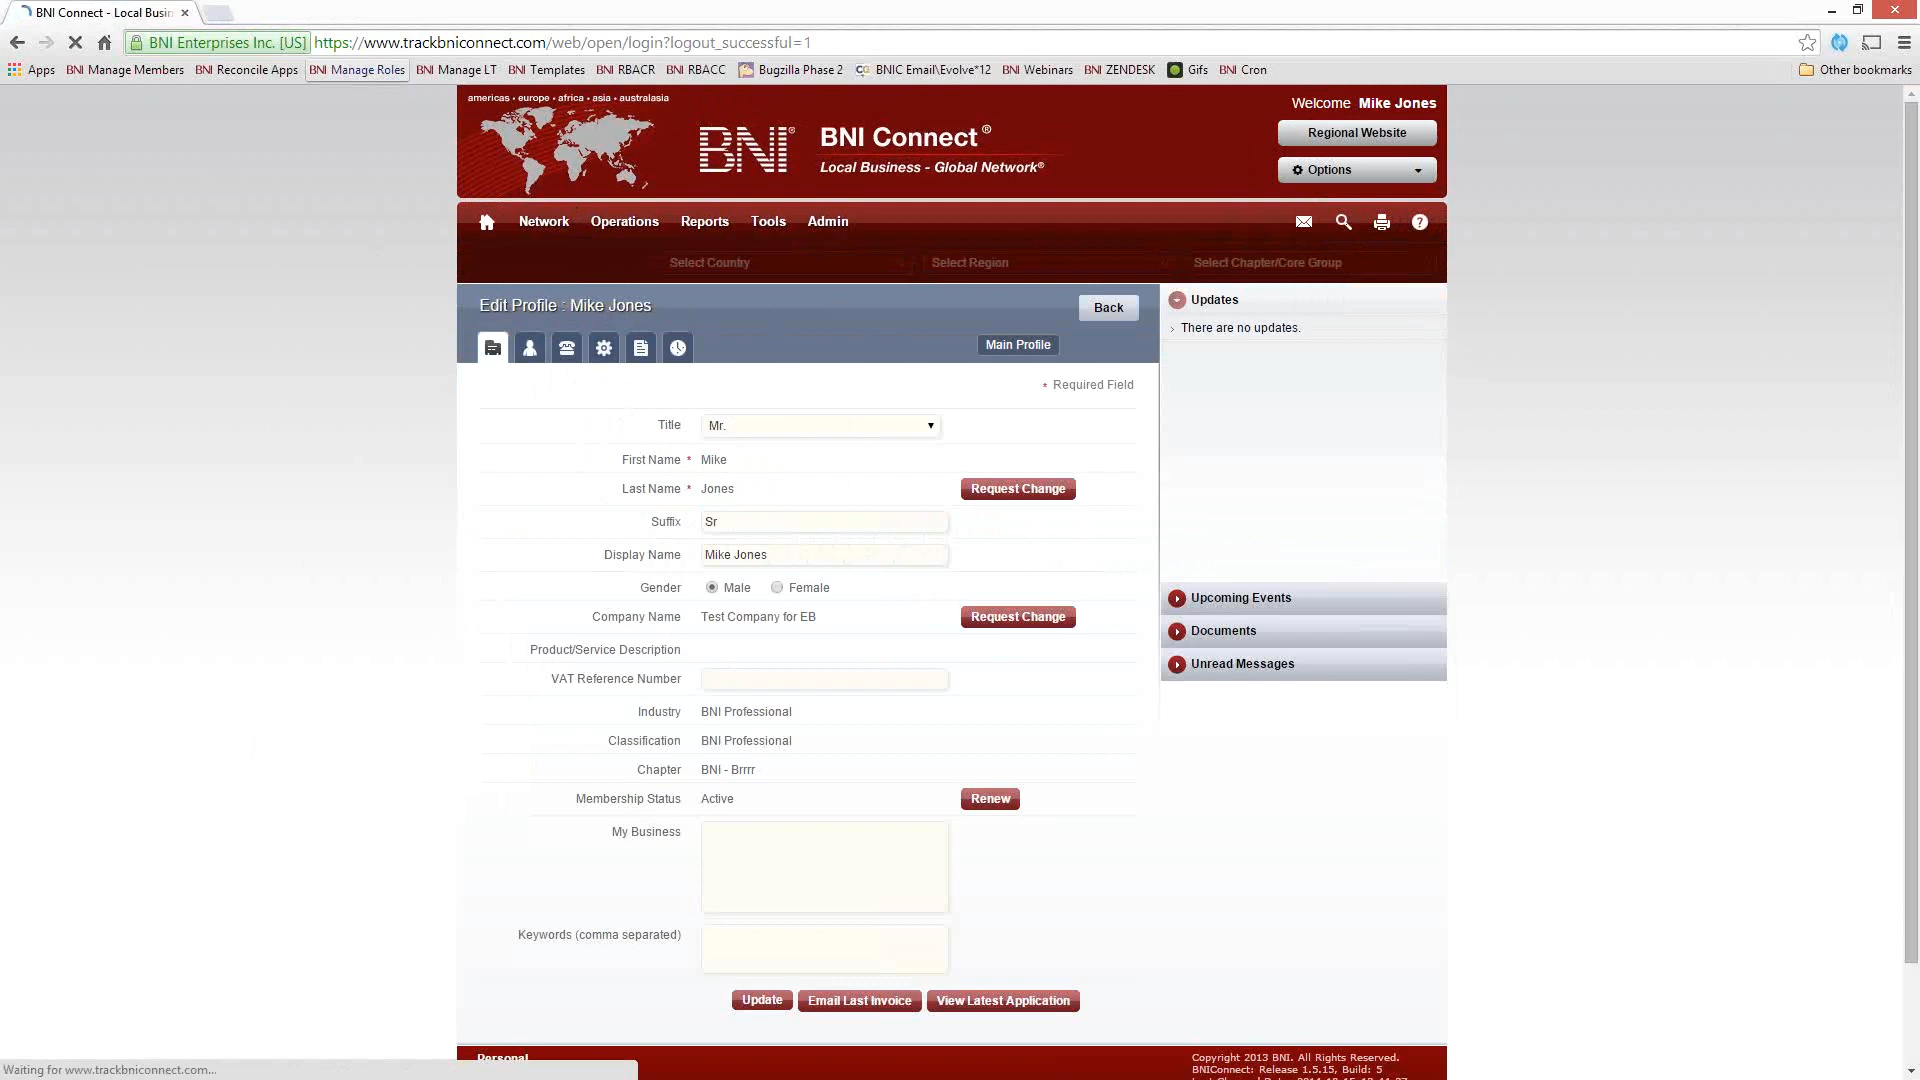 BNI Connect - Local Busin
BNI Enterprises Inc. [US] https://www.trackbniconnect.com/web/open/login?logout_successful=1
Apps BNI Manage Members BNI Reconcile Apps BNI Manage Roles BNI Manage LT BNI Templates BNI RBACR BNI RBACC Bugzilla Phase 2 BNIC Email\Evolve*12 BNI Webinars BNI ZENDESK Gifs BNI Cron Other bookmarks
americas • europe • africa • asia • australasia
Welcome Mike Jones
BNI® BNI Connect®
Local Business - Global Network®
Regional Website
Options
Network Operations Reports Tools Admin
Select Country Select Region Select Chapter/Core Group
Edit Profile : Mike Jones
Back
Main Profile
* Required Field
Title Mr.
First Name * Mike
Last Name * Jones Request Change
Suffix Sr
Display Name Mike Jones
Gender Male Female
Company Name Test Company for EB Request Change
Product/Service Description
VAT Reference Number
Industry BNI Professional
Classification BNI Professional
Chapter BNI - Brrrr
Membership Status Active Renew
My Business
Keywords (comma separated)
Update Email Last Invoice View Latest Application
Updates
There are no updates.
Upcoming Events
Documents
Unread Messages
Personal
Copyright 2013 BNI. All Rights Reserved.
BNIConnect: Release 1.5.15, Build: 5
Waiting for www.trackbniconnect.com...